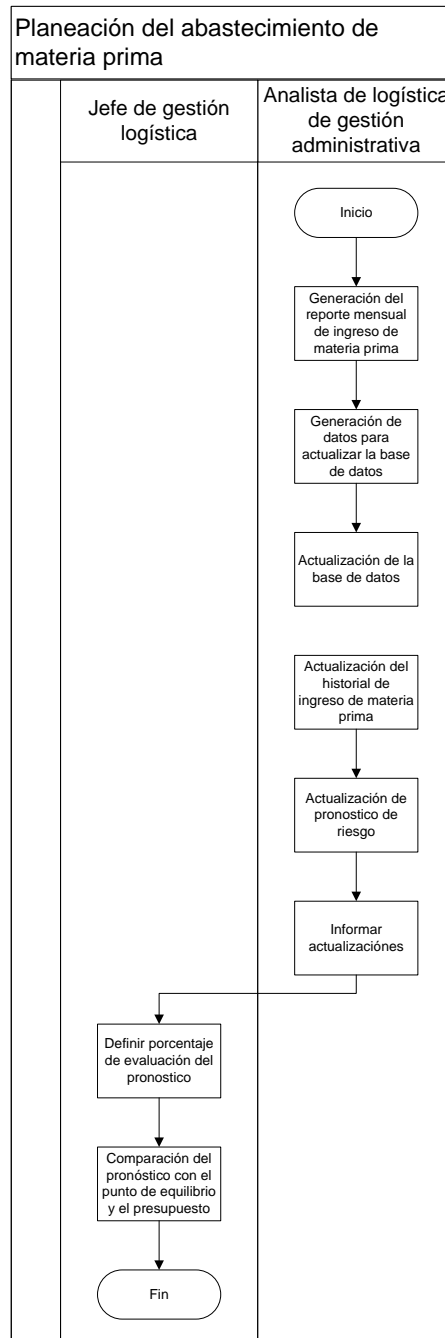 Planeación del abastecimiento de
materia prima
Jefe de gestión
logística
Analista de logística
de gestión
administrativa
Inicio
Generación del
reporte mensual
de ingreso de
materia prima
Generación de
datos para
actualizar la base
de datos
Actualización de la
base de datos
Actualización del
historial de
ingreso de materia
prima
Actualización de
pronostico de
riesgo
Informar
actualizaciónes
Definir porcentaje
de evaluación del
pronostico
Comparación del
pronóstico con el
punto de equilibrio
y el presupuesto
Fin